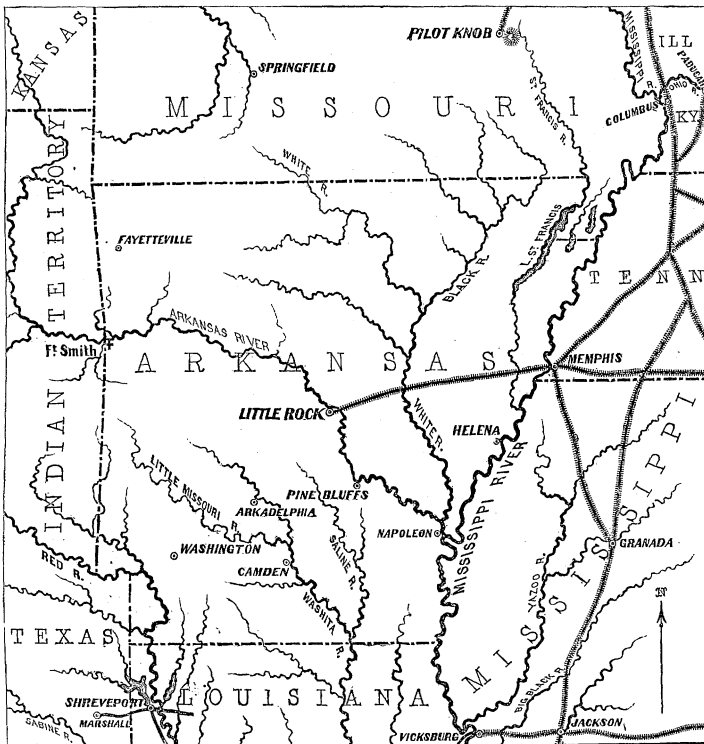 PILOT KNOB
MISSISSIPPI
R.
ILL
PADUCAH
OHIO R.
KANSAS
SPRINGFIELD
MISSOURI
ST. FRANCIS R.
COLUMBUS
KY.
INDIAN TERRITORY
WHITE
R.
FAYETTEVILLE
L. ST. FRANCIS
BLACK R.
TENN
ARKANSAS RIVER
Ft. Smith
ARKANSAS
MEMPHIS
LITTLE ROCK
WHITE R.
HELENA
MISSISSIPPI RIVER
MISSISSIPPI
LITTLE MISSOURI
R.
PINE BLUFFS
ARKADELPHIA
SALINE R.
NAPOLEON
GRANADA
WASHINGTON
CAMDEN
RED R.
YAZOO R.
N
WASHITA
R.
TEXAS
LOUISIANA
BIG BLACK R.
SHREVEPORT
MARSHALL
SABINE R.
VICKSBURG
JACKSON